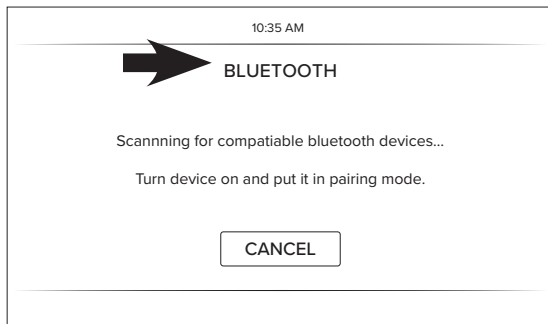 10:35 AM
BLUETOOTH
Scannning for compatiable bluetooth devices...
Turn device on and put it in pairing mode.
CANCEL